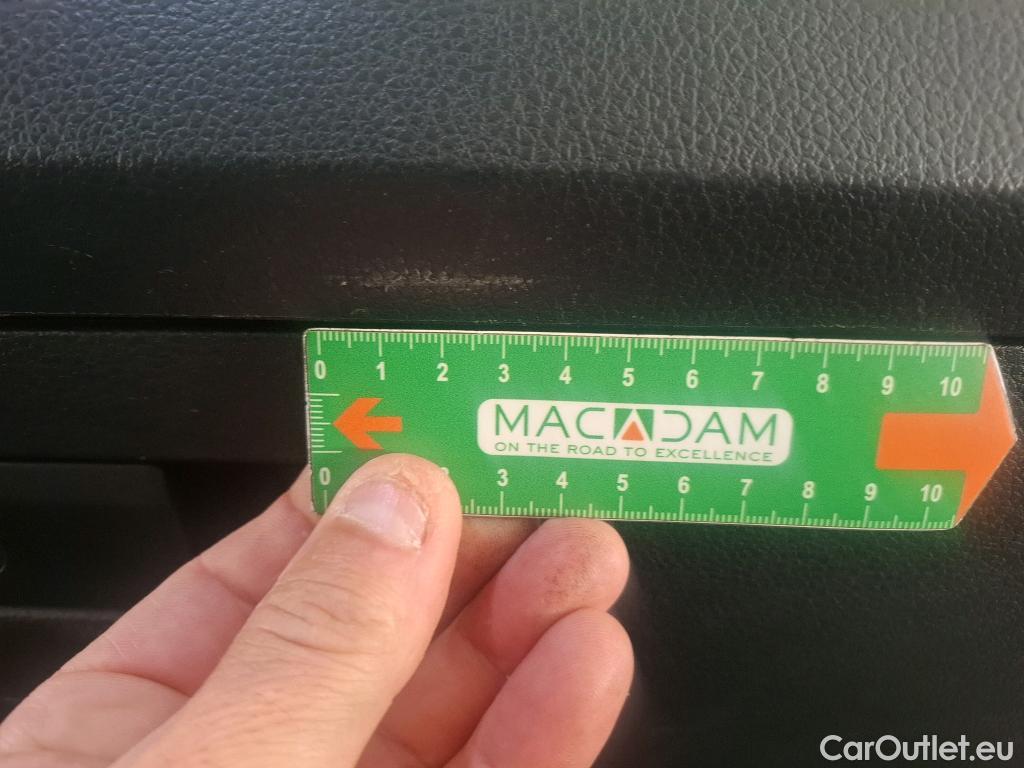 0 1 2 3 4 5 6 7 8 9 10
MACADAM
ON THE ROAD TO EXCELLENCE
0 3 4 5 6 7 8 9 10
CarOutlet.eu